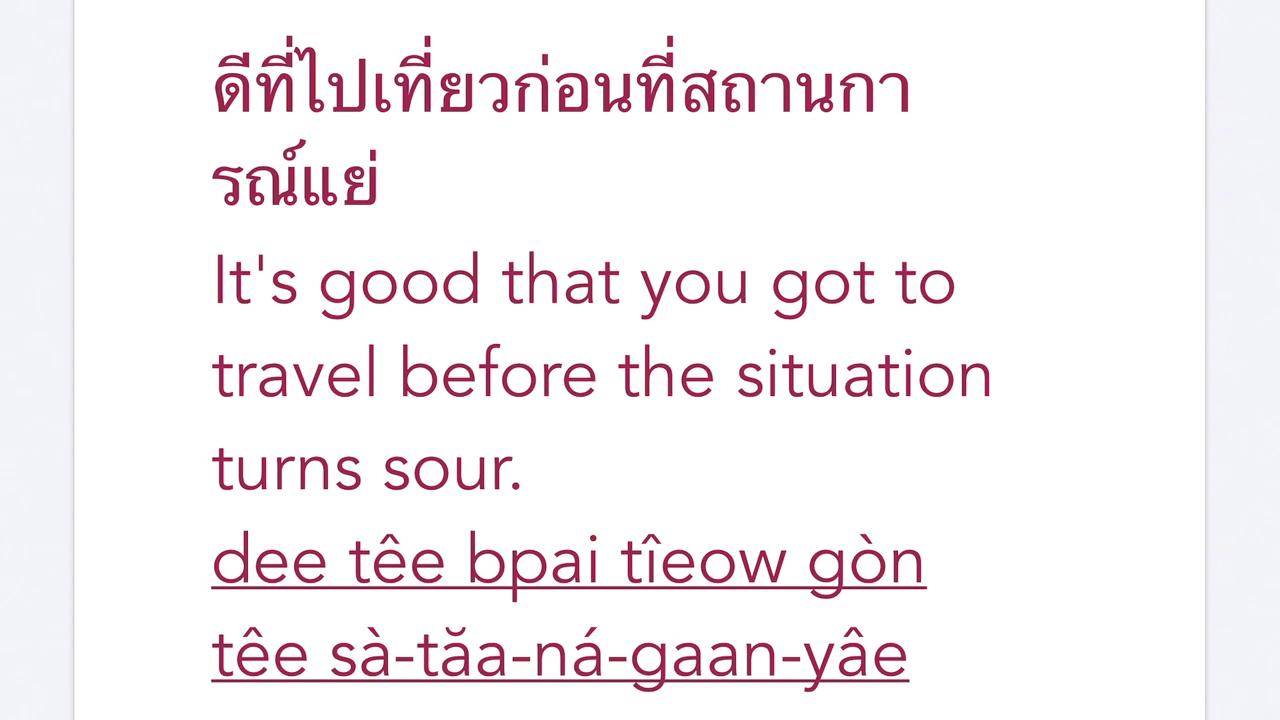 ดีที่ไปเที่ยวก่อนที่สถานกา
รณ์แย่
It's good that you got to
travel before the situation
turns sour.
dee têe bpai tîeow gòn
têe sà-tăa-ná-gaan-yâe